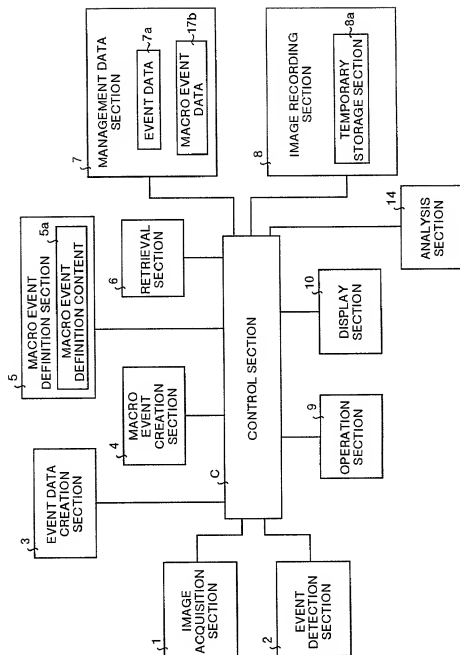 1
IMAGE
ACQUISITION
SECTION
2
EVENT
DETECTION
SECTION
3
EVENT DATA
CREATION
SECTION
4
MACRO
EVENT
CREATION
SECTION
5
MACRO EVENT
DEFINITION SECTION
5a
MACRO EVENT
DEFINITION CONTENT
6
RETRIEVAL
SECTION
7
MANAGEMENT DATA
SECTION
7a
EVENT DATA
17b
MACRO EVENT
DATA
8
IMAGE RECORDING
SECTION
8a
TEMPORARY
STORAGE SECTION
C
CONTROL SECTION
9
OPERATION
SECTION
10
DISPLAY
SECTION
14
ANALYSIS
SECTION